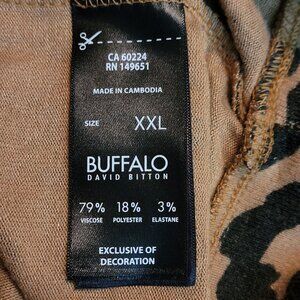 CA 60224
RN 149651
MADE IN CAMBODIA
SIZE XXL
BUFFALO
DAVID BITTON
79% 18% 3%
VISCOSE POLYESTER ELASTANE
EXCLUSIVE OF
DECORATION